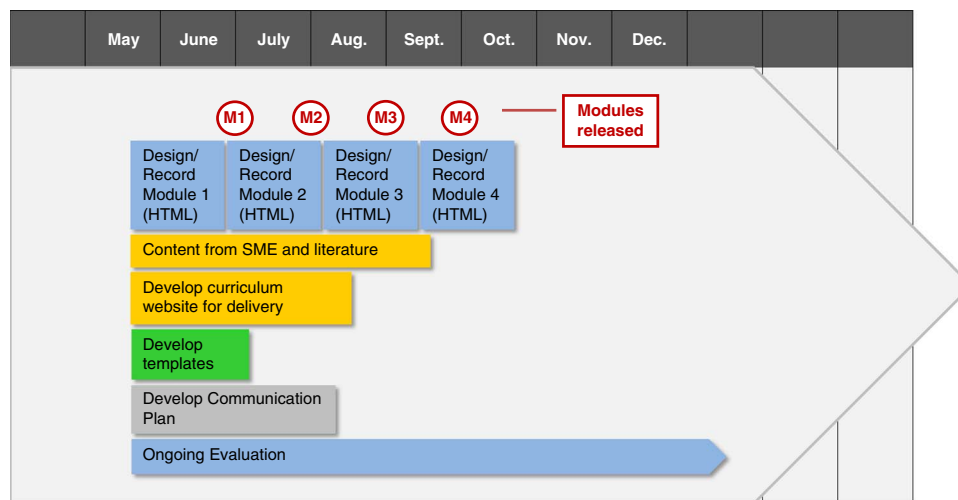 May June July Aug. Sept. Oct. Nov. Dec.
M1 M2 M3 M4
Modules
released
Design/
Record
Module 1
(HTML)
Design/
Record
Module 2
(HTML)
Design/
Record
Module 3
(HTML)
Design/
Record
Module 4
(HTML)
Content from SME and literature
Develop curriculum
website for delivery
Develop
templates
Develop Communication
Plan
Ongoing Evaluation